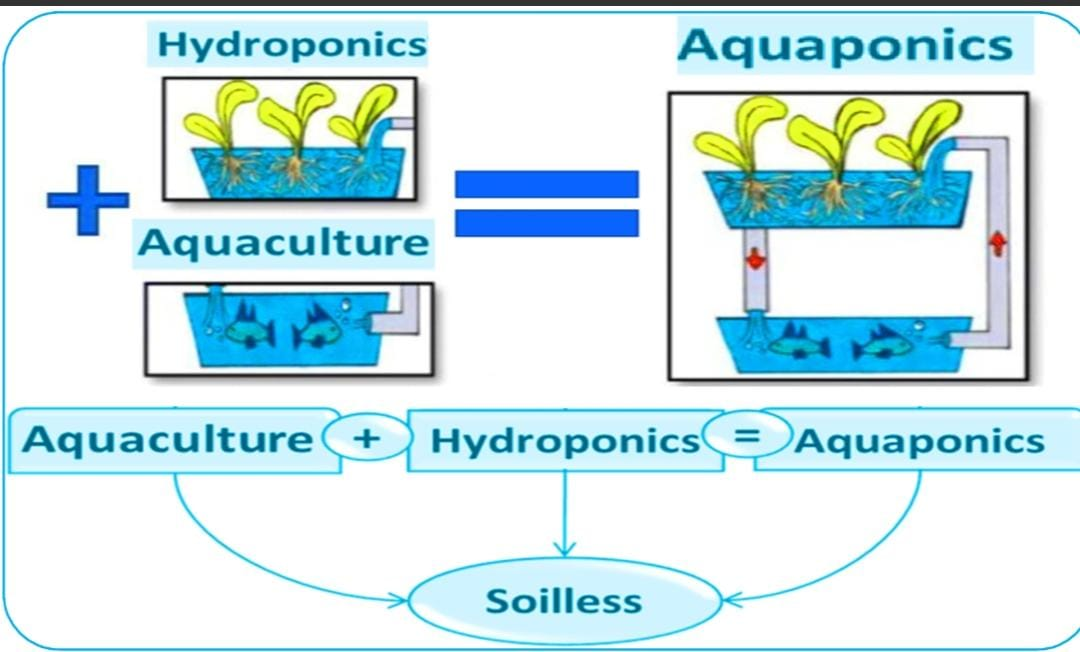 Hydroponics
Aquaponics
+
Aquaculture
=
Aquaculture + Hydroponics = Aquaponics
Soilless